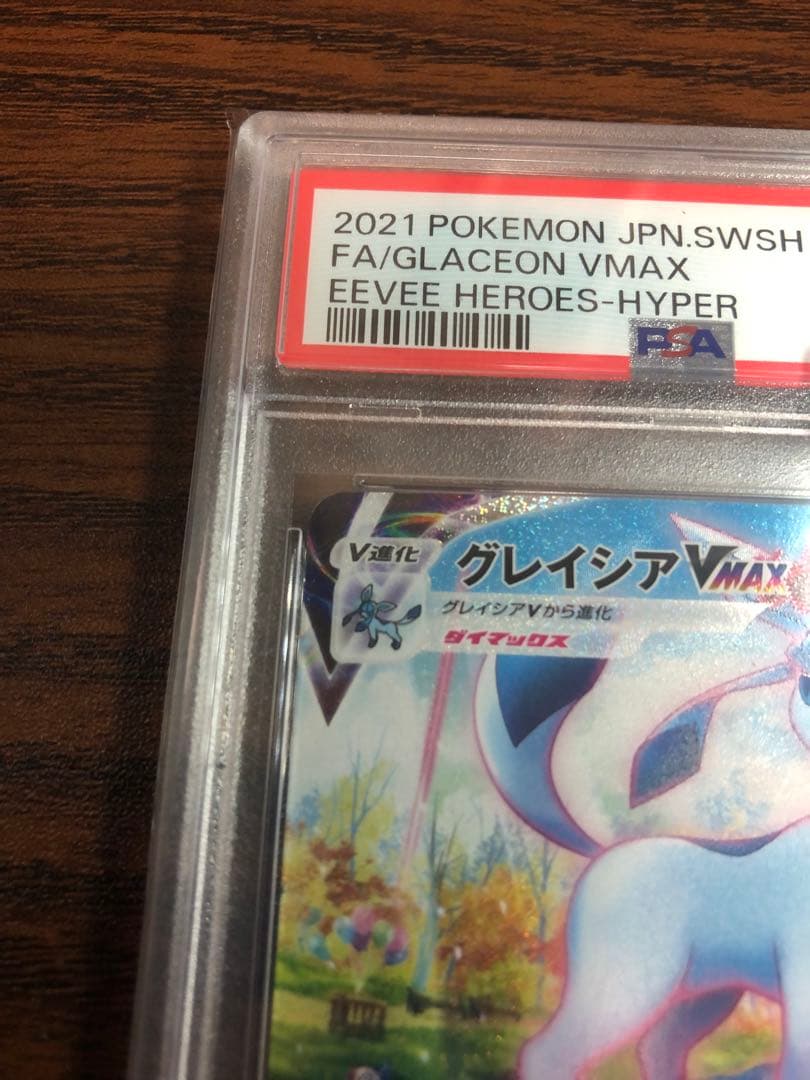 2021 POKEMON JPN.SWSH
FA/GLACEON VMAX
EEVEE HEROES-HYPER
PSA
V進化
グレイシアVMAX
グレイシアVから進化
ダイマックス